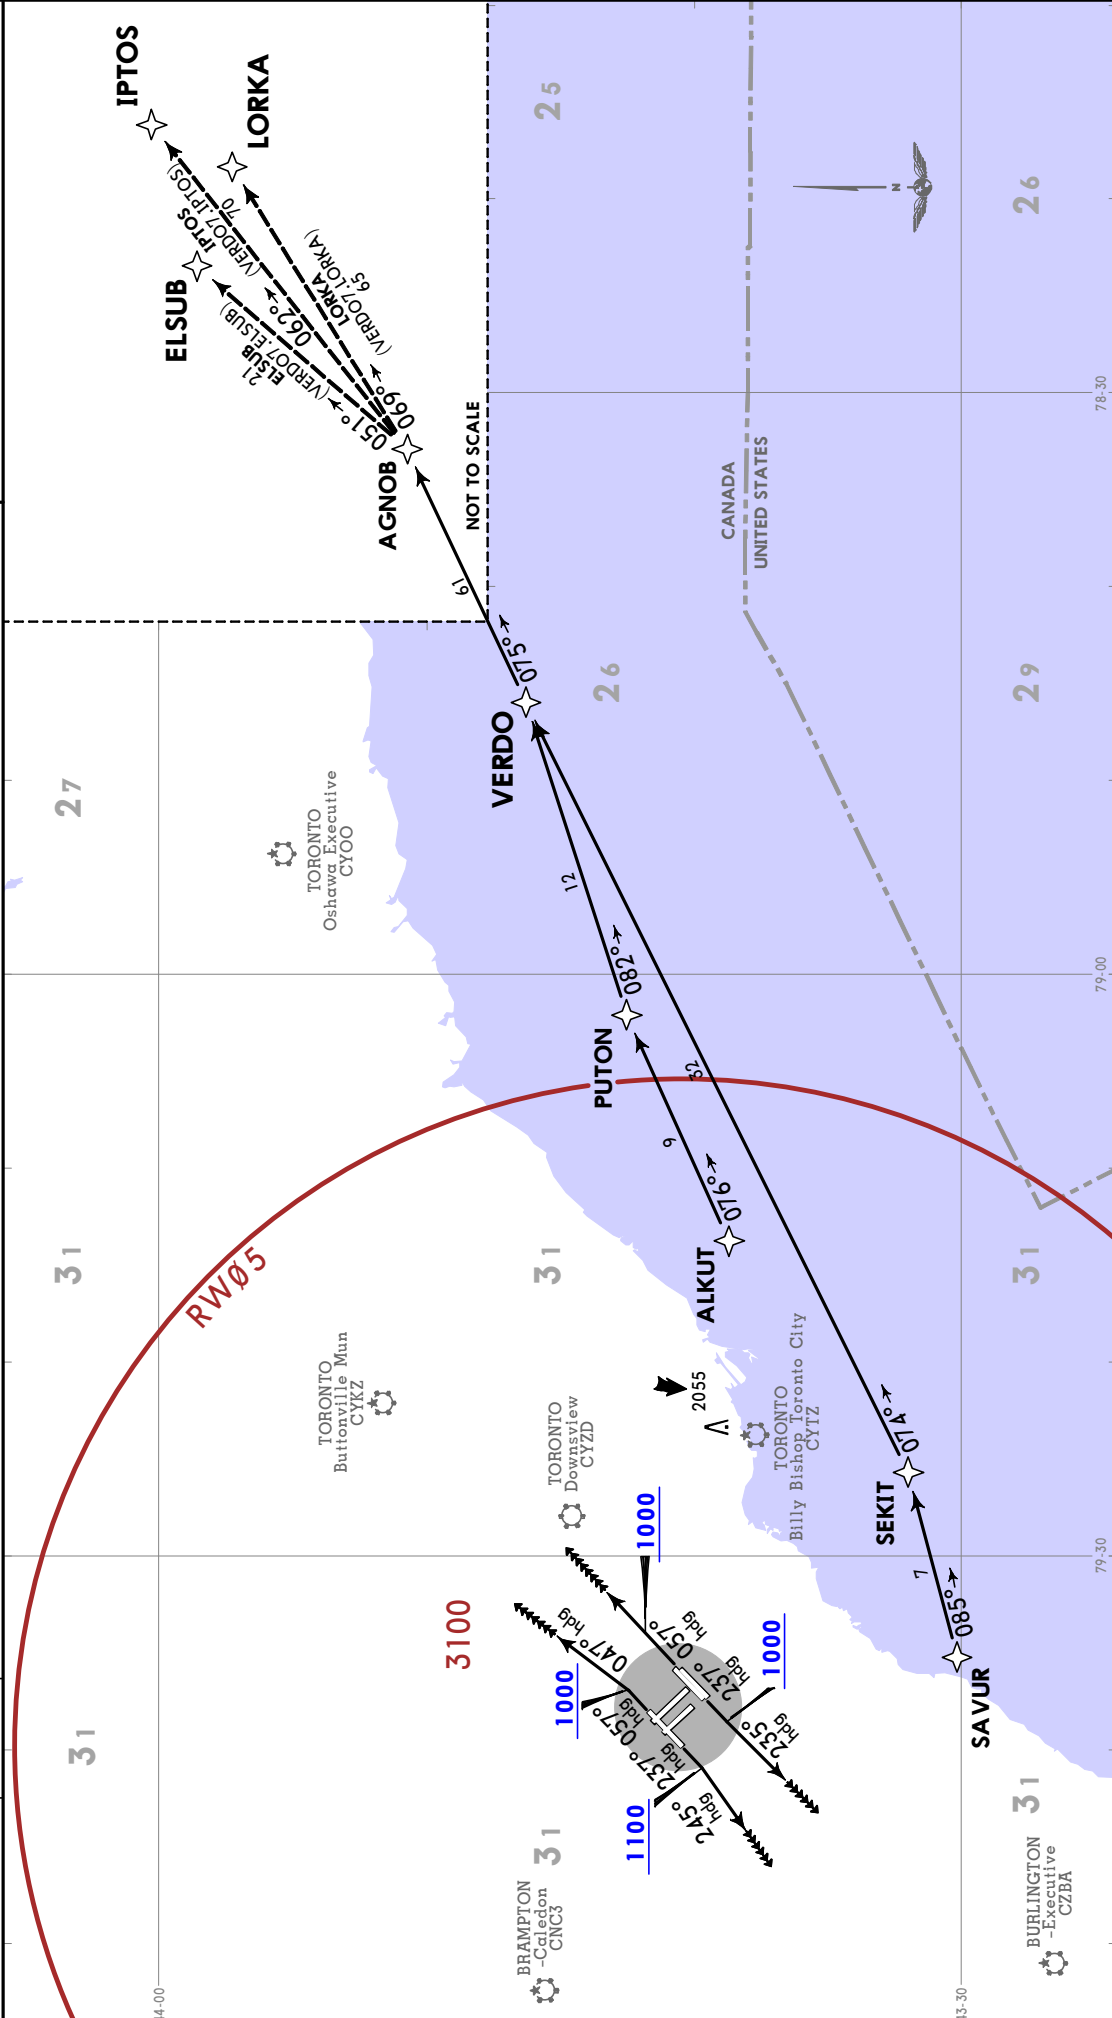 IPTOS
LORKA
ELSUB
IPTOS
(VERDO7.IPTOS)
70
062°
LORKA
(VERDO7.LORKA)
65
069°
21
ELSUB
(VERDO7.ELSUB)
051°
AGNOB
NOT TO SCALE
61
075°
VERDO
25
26
N
CANADA
UNITED STATES
78-30
27
26
29
TORONTO
Oshawa Executive
CYOO
12
082°
PUTON
79-00
32
9
076°
ALKUT
RWØ5
31
31
31
TORONTO
Buttonville Mun
CYKZ
2055
TORONTO
Downsview
CYZD
TORONTO
Billy Bishop Toronto City
CYTZ
074°
SEKIT
7
085°
SAVUR
79-30
3100
1000
1000
1000
1100
047°
hdg
057°
hdg
057°
hdg
237°
hdg
237°
hdg
235°
hdg
245°
hdg
31
31
31
BRAMPTON
-Caledon
CNC3
BURLINGTON
-Executive
CZBA
44-00
43-30